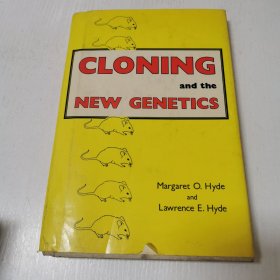 CLONING
and the
NEW GENETICS
Margaret O. Hyde
and
Lawrence E. Hyde